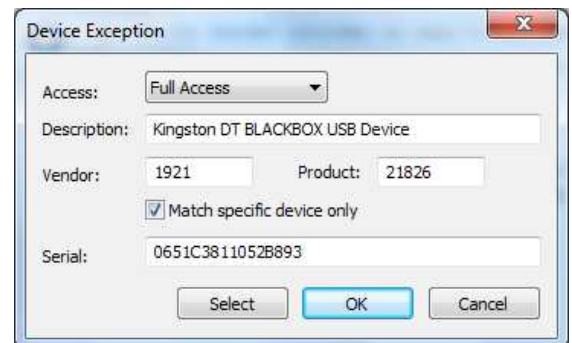 Device Exception
Access: Full Access
Description: Kingston DT BLACKBOX USB Device
Vendor: 1921 Product: 21826
Match specific device only
Serial: 0651C3811052B893
Select OK Cancel